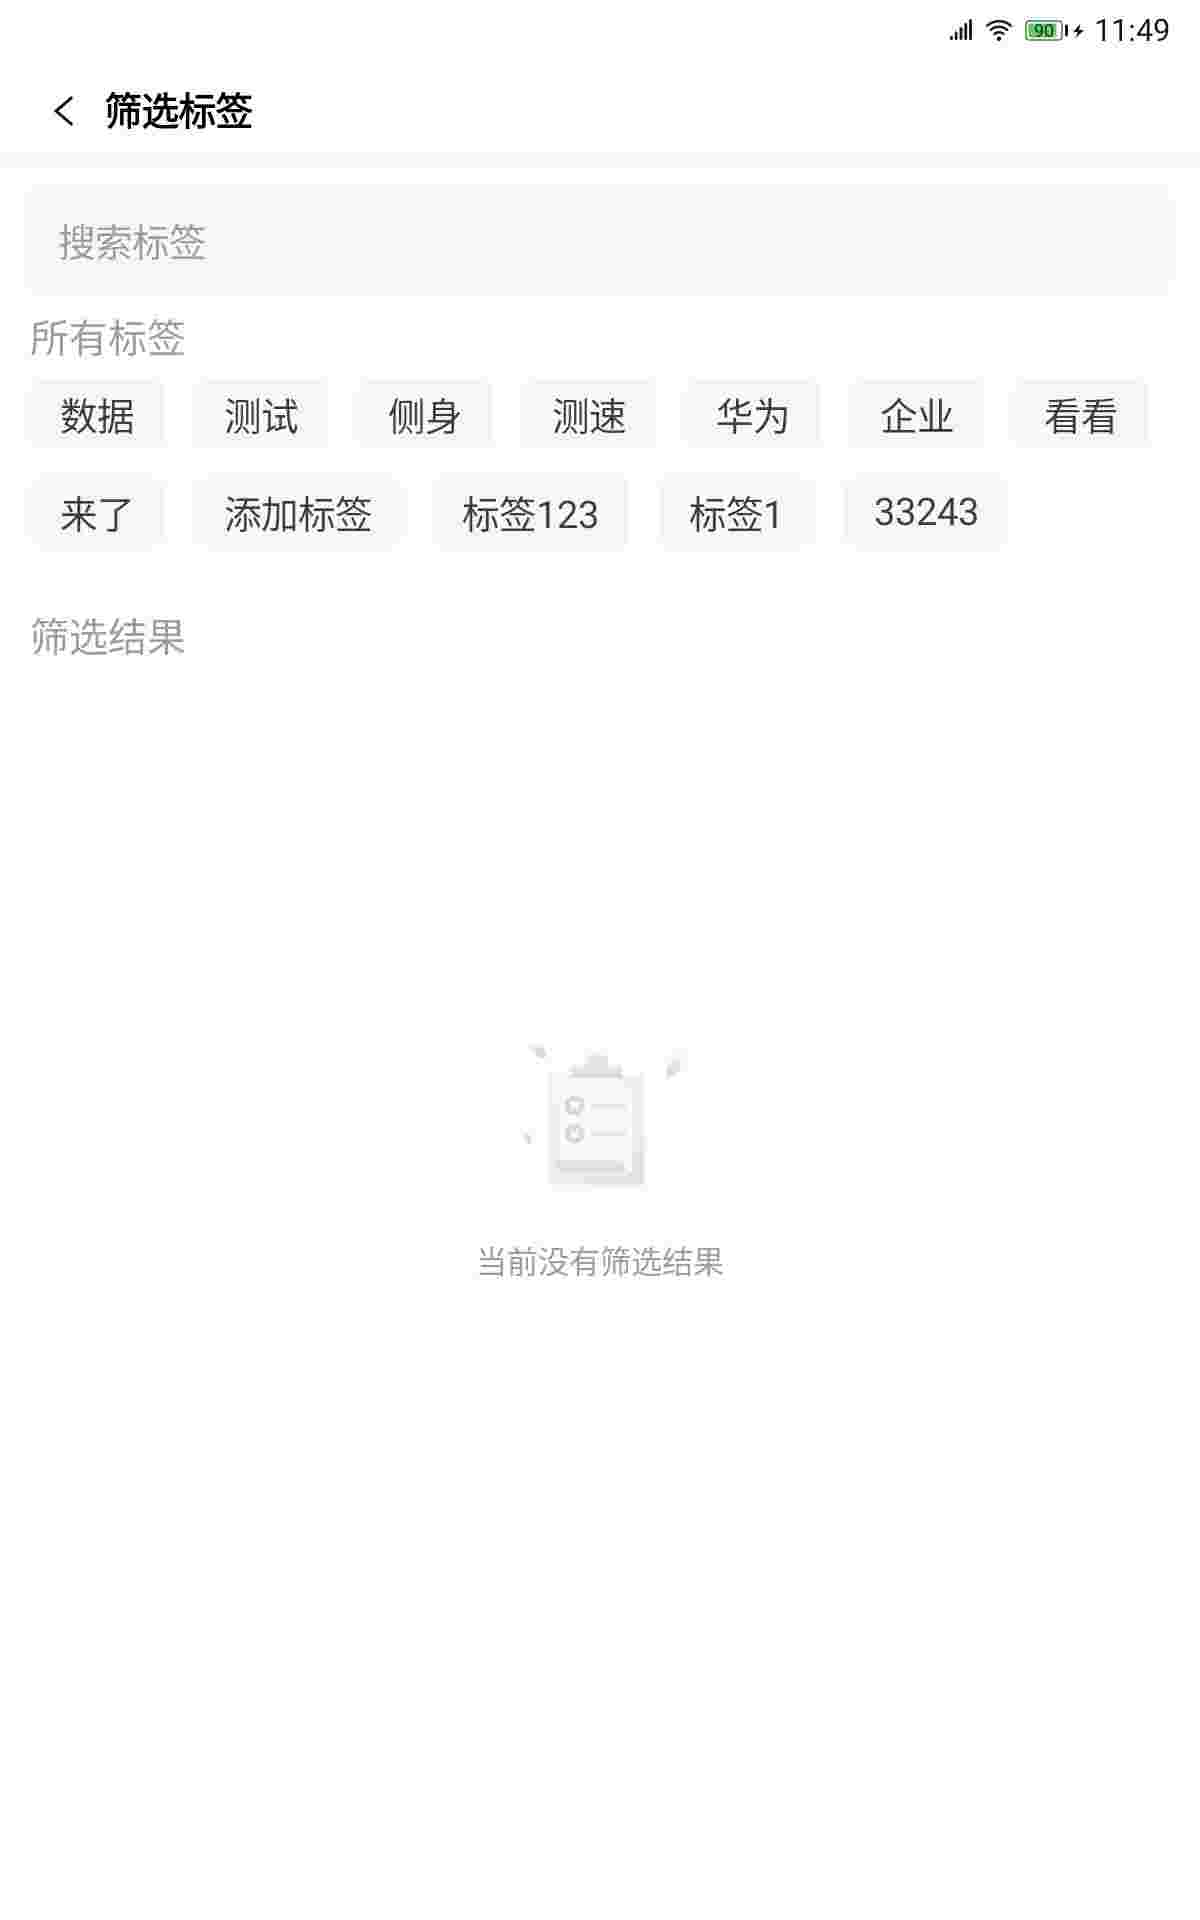 90 11:49
筛选标签
搜索标签
所有标签
数据 测试 侧身 测速 华为 企业 看看
来了 添加标签 标签123 标签1 33243
筛选结果
当前没有筛选结果